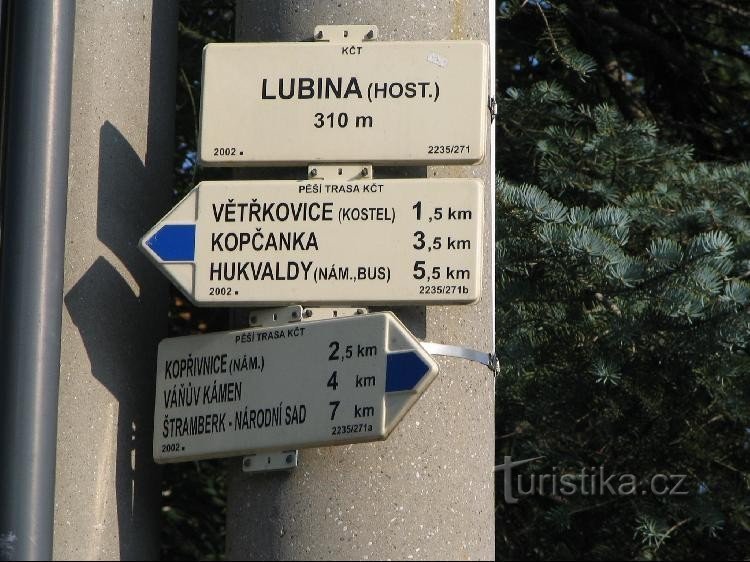 KČT
LUBINA (HOST.)
310 m
2002 2235/271
PĚŠÍ TRASA KČT
VĚTŘKOVICE (KOSTEL) 1,5 km
KOPČANKA 3,5 km
HUKVALDY (NÁM.,BUS) 5,5 km
2002 2235/271b
PĚŠÍ TRASA KČT
KOPŘIVNICE (NÁM.) 2,5 km
VÁŇŮV KÁMEN 4 km
ŠTRAMBERK - NÁRODNÍ SAD 7 km
2002 2235/271a
turistika.cz